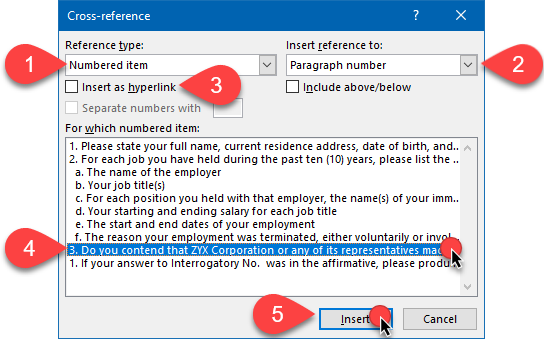 Cross-reference ?
Reference type: Insert reference to:
1 Numbered item Paragraph number 2
Insert as hyperlink 3 Include above/below
Separate numbers with
For which numbered item:
1. Please state your full name, current residence address, date of birth, and...
2. For each job you have held during the past ten (10) years, please list the ...
a. The name of the employer
b. Your job title(s)
c. For each position you held with that employer, the name(s) of your imm...
d. Your starting and ending salary for each job title
e. The start and end dates of your employment
f. The reason your employment was terminated, either voluntarily or invol...
4 3. Do you contend that ZYX Corporation or any of its representatives mad
1. If your answer to Interrogatory No. was in the affirmative, please produ...
5 Insert Cancel